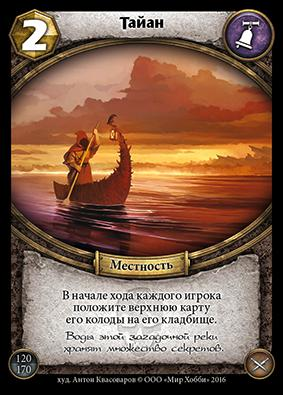 Тайан
2
Местность
В начале хода каждого игрока
положите верхнюю карту
его колоды на его кладбище.
Воды этой загадочной реки
хранят множество секретов.
120
170
худ. Антон Квасоваров © ООО «Мир Хобби» 2016